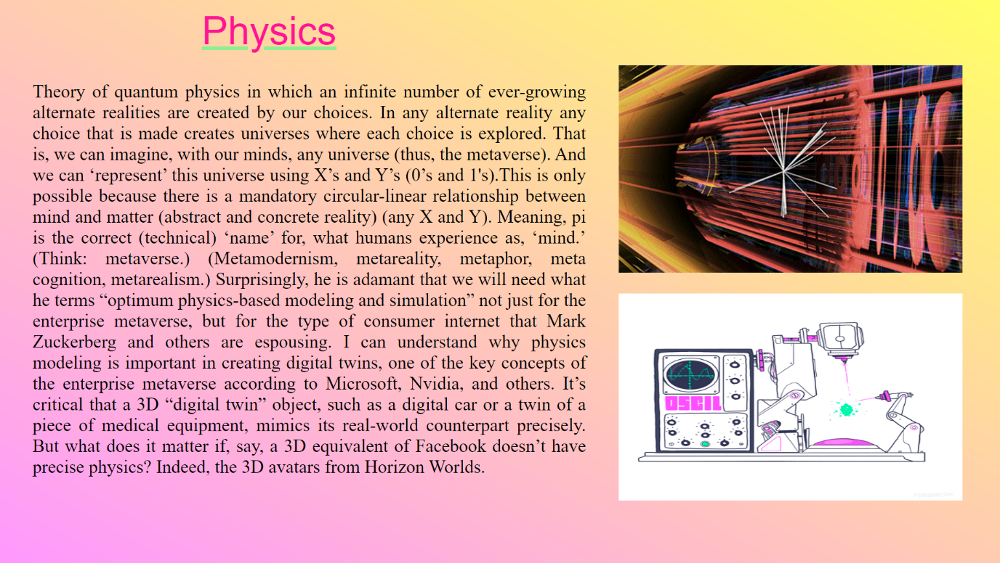 Physics
Theory of quantum physics in which an infinite number of ever-growing
alternate realities are created by our choices. In any alternate reality any
choice that is made creates universes where each choice is explored. That
is, we can imagine, with our minds, any universe (thus, the metaverse). And
we can ‘represent’ this universe using X’s and Y’s (0’s and 1's).This is only
possible because there is a mandatory circular-linear relationship between
mind and matter (abstract and concrete reality) (any X and Y). Meaning, pi
is the correct (technical) ‘name’ for, what humans experience as, ‘mind.’
(Think: metaverse.) (Metamodernism, metareality, metaphor, meta
cognition, metarealism.) Surprisingly, he is adamant that we will need what
he terms “optimum physics-based modeling and simulation” not just for the
enterprise metaverse, but for the type of consumer internet that Mark
Zuckerberg and others are espousing. I can understand why physics
modeling is important in creating digital twins, one of the key concepts of
the enterprise metaverse according to Microsoft, Nvidia, and others. It’s
critical that a 3D “digital twin” object, such as a digital car or a twin of a
piece of medical equipment, mimics its real-world counterpart precisely.
But what does it matter if, say, a 3D equivalent of Facebook doesn’t have
precise physics? Indeed, the 3D avatars from Horizon Worlds.
OSCIL